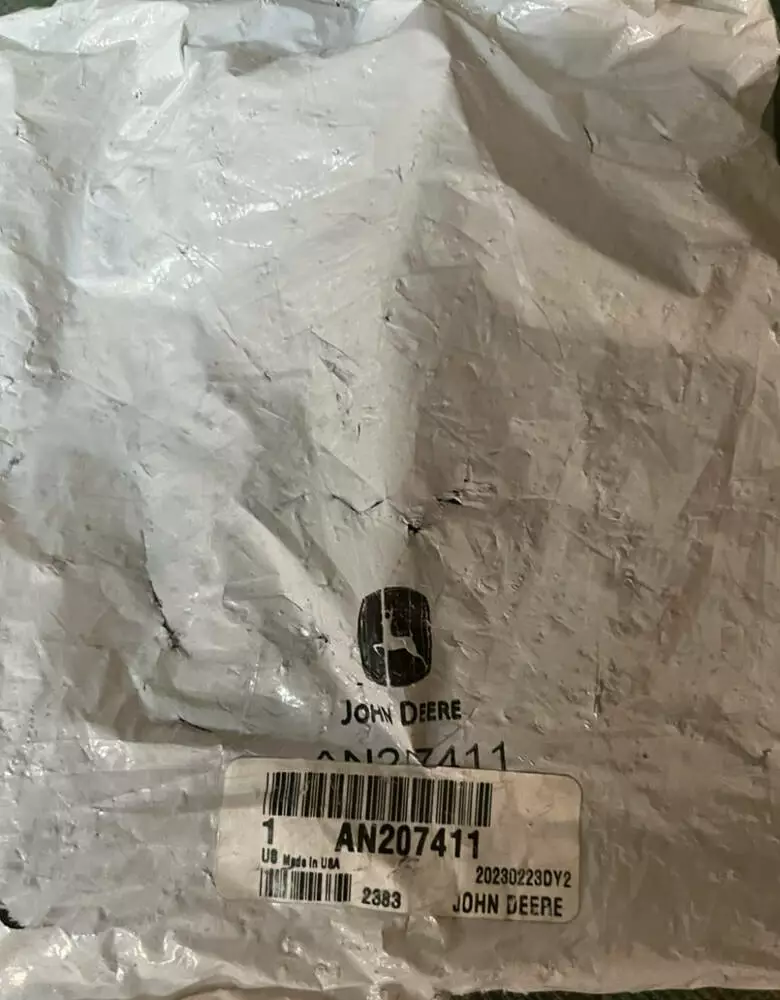 JOHN DEERE
AN207411
1 AN207411
US Made in USA
20230223DY2
2383
JOHN DEERE